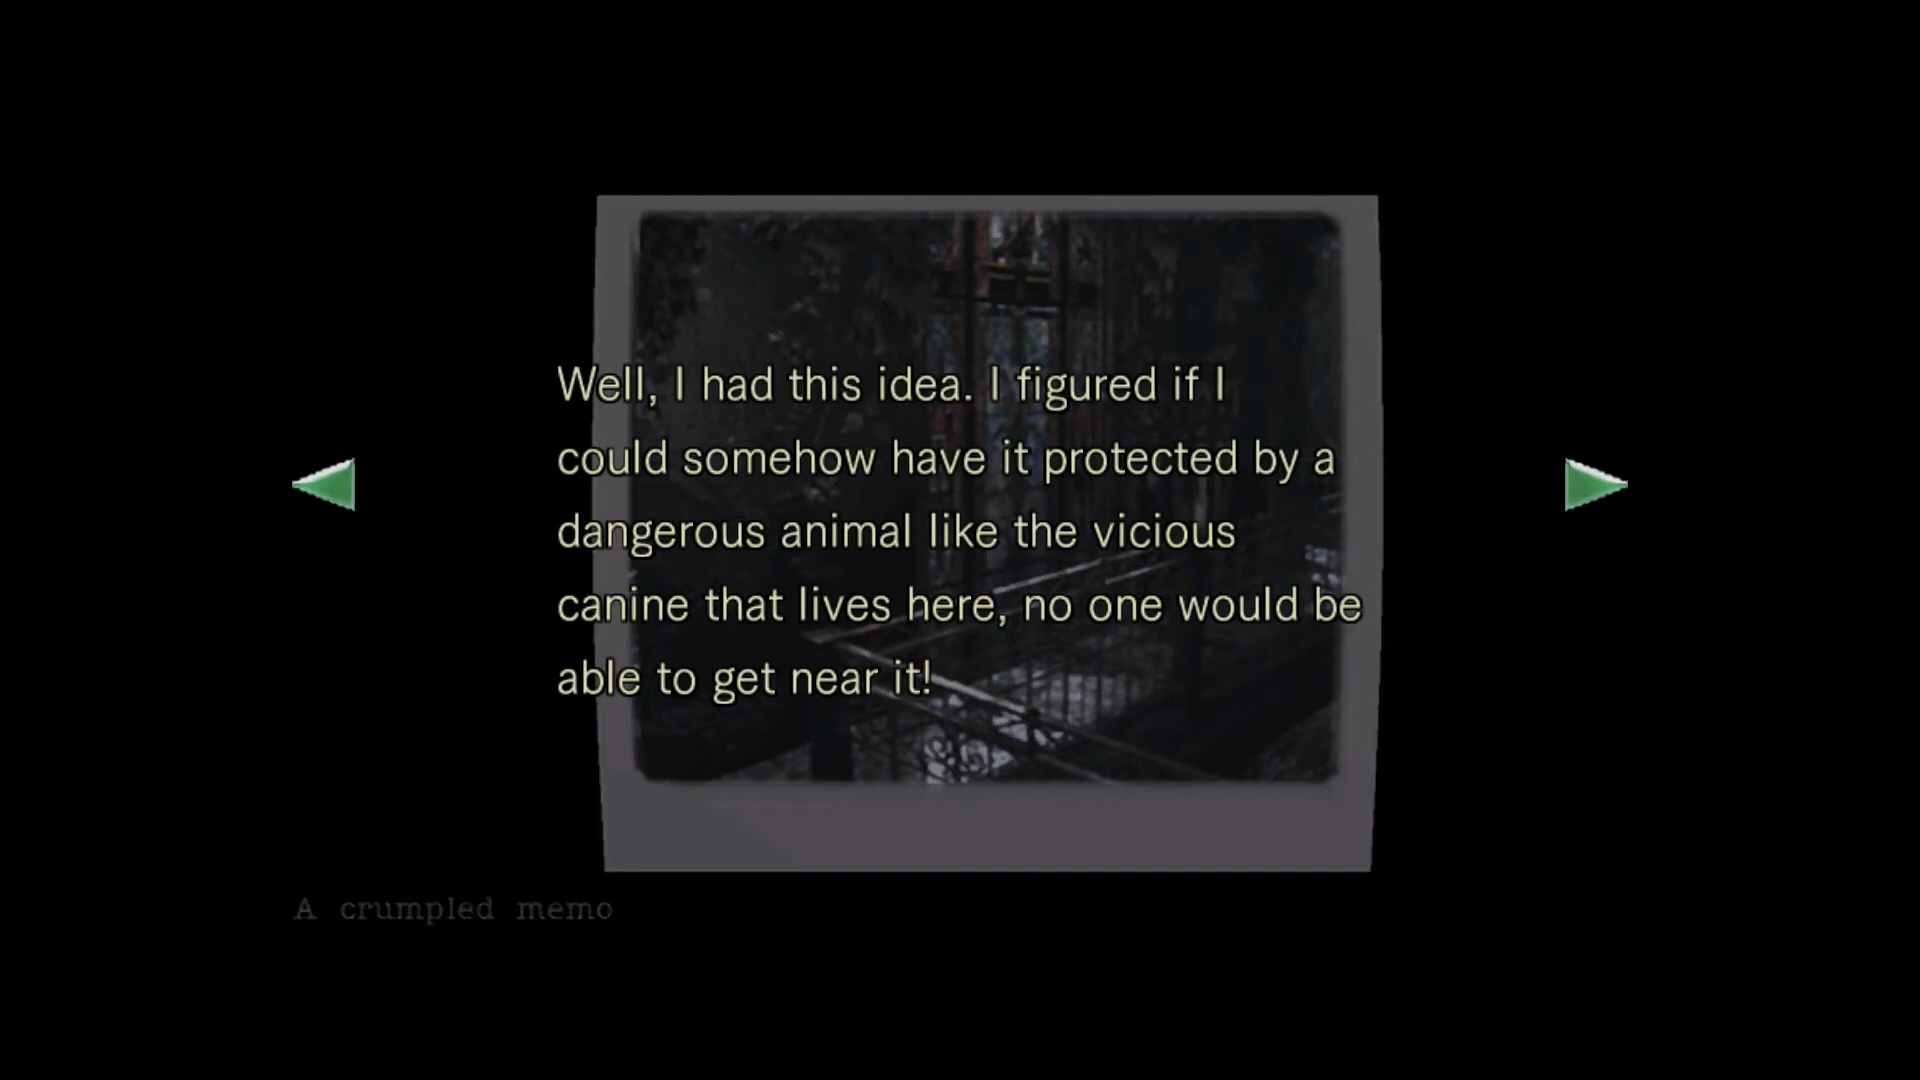 Well, I had this idea. I figured if I
could somehow have it protected by a
dangerous animal like the vicious
canine that lives here, no one would be
able to get near it!
A crumpled memo